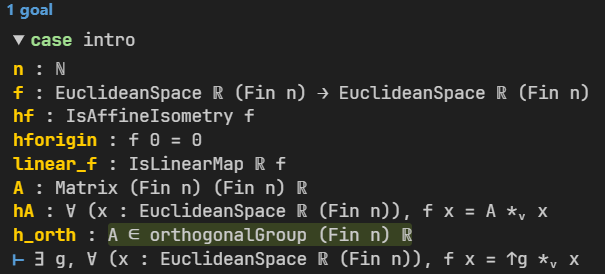 1 goal
▼ case intro
n : ℕ
f : EuclideanSpace ℝ (Fin n) → EuclideanSpace ℝ (Fin n)
hf : IsAffineIsometry f
hforigin : f 0 = 0
linear_f : IsLinearMap ℝ f
A : Matrix (Fin n) (Fin n) ℝ
hA : ∀ (x : EuclideanSpace ℝ (Fin n)), f x = A *ᵥ x
h_orth : A ∈ orthogonalGroup (Fin n) ℝ
⊢ ∃ g, ∀ (x : EuclideanSpace ℝ (Fin n)), f x = ↑g *ᵥ x